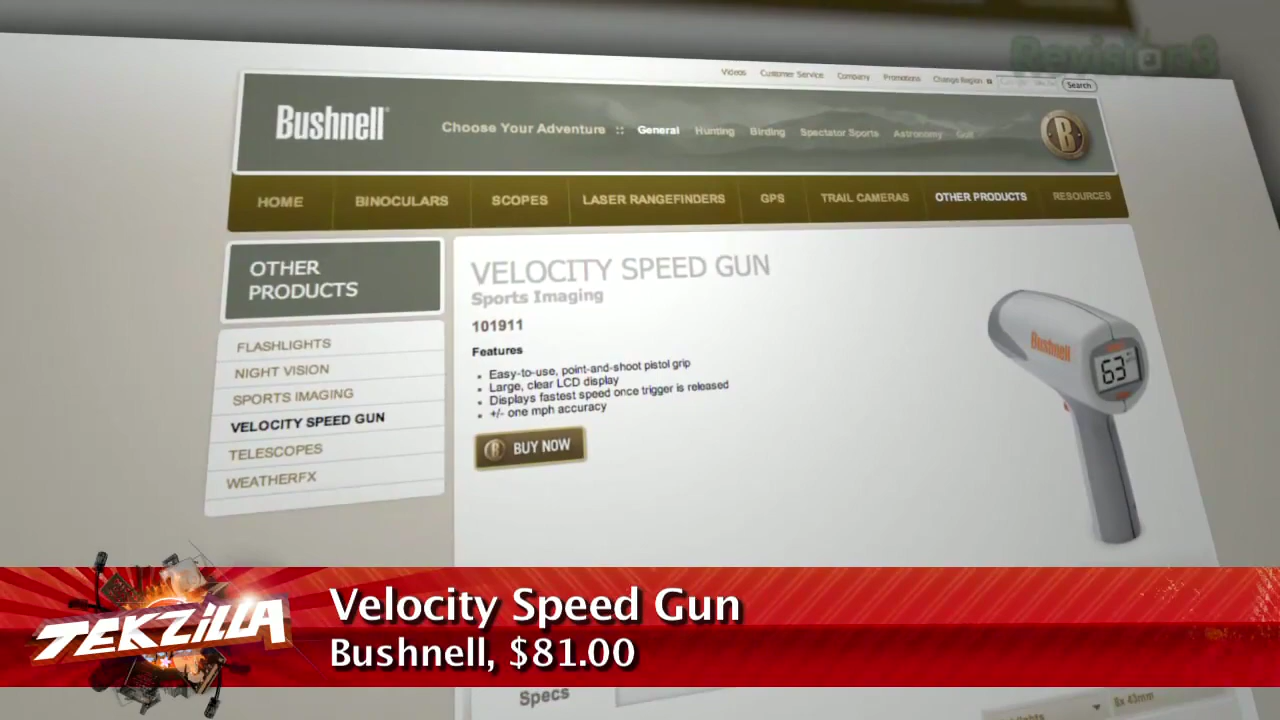 Revision3
Videos Customer Service Company Promotions Change Region
Search
Bushnell
Choose Your Adventure :: General Hunting Birding Spectator Sports Astronomy Golf
B
HOME BINOCULARS SCOPES LASER RANGEFINDERS GPS TRAIL CAMERAS OTHER PRODUCTS RESOURCES
OTHER
PRODUCTS
FLASHLIGHTS
NIGHT VISION
SPORTS IMAGING
VELOCITY SPEED GUN
TELESCOPES
WEATHERFX
VELOCITY SPEED GUN
Sports Imaging
101911
Features
• Easy-to-use, point-and-shoot pistol grip
• Large, clear LCD display
• Displays fastest speed once trigger is released
• +/- one mph accuracy
B BUY NOW
Bushnell
63
TEKZILLA
Velocity Speed Gun
Bushnell, $81.00
Specs
8x 43mm